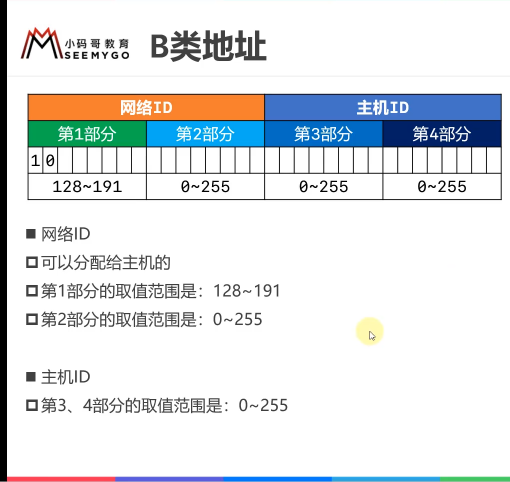 小码哥教育
SEEMYGO
B类地址
网络ID 主机ID
第1部分 第2部分 第3部分 第4部分
1 0
128~191 0~255 0~255 0~255
■ 网络ID
可以分配给主机的
第1部分的取值范围是：128~191
第2部分的取值范围是：0~255
■ 主机ID
第3、4部分的取值范围是：0~255